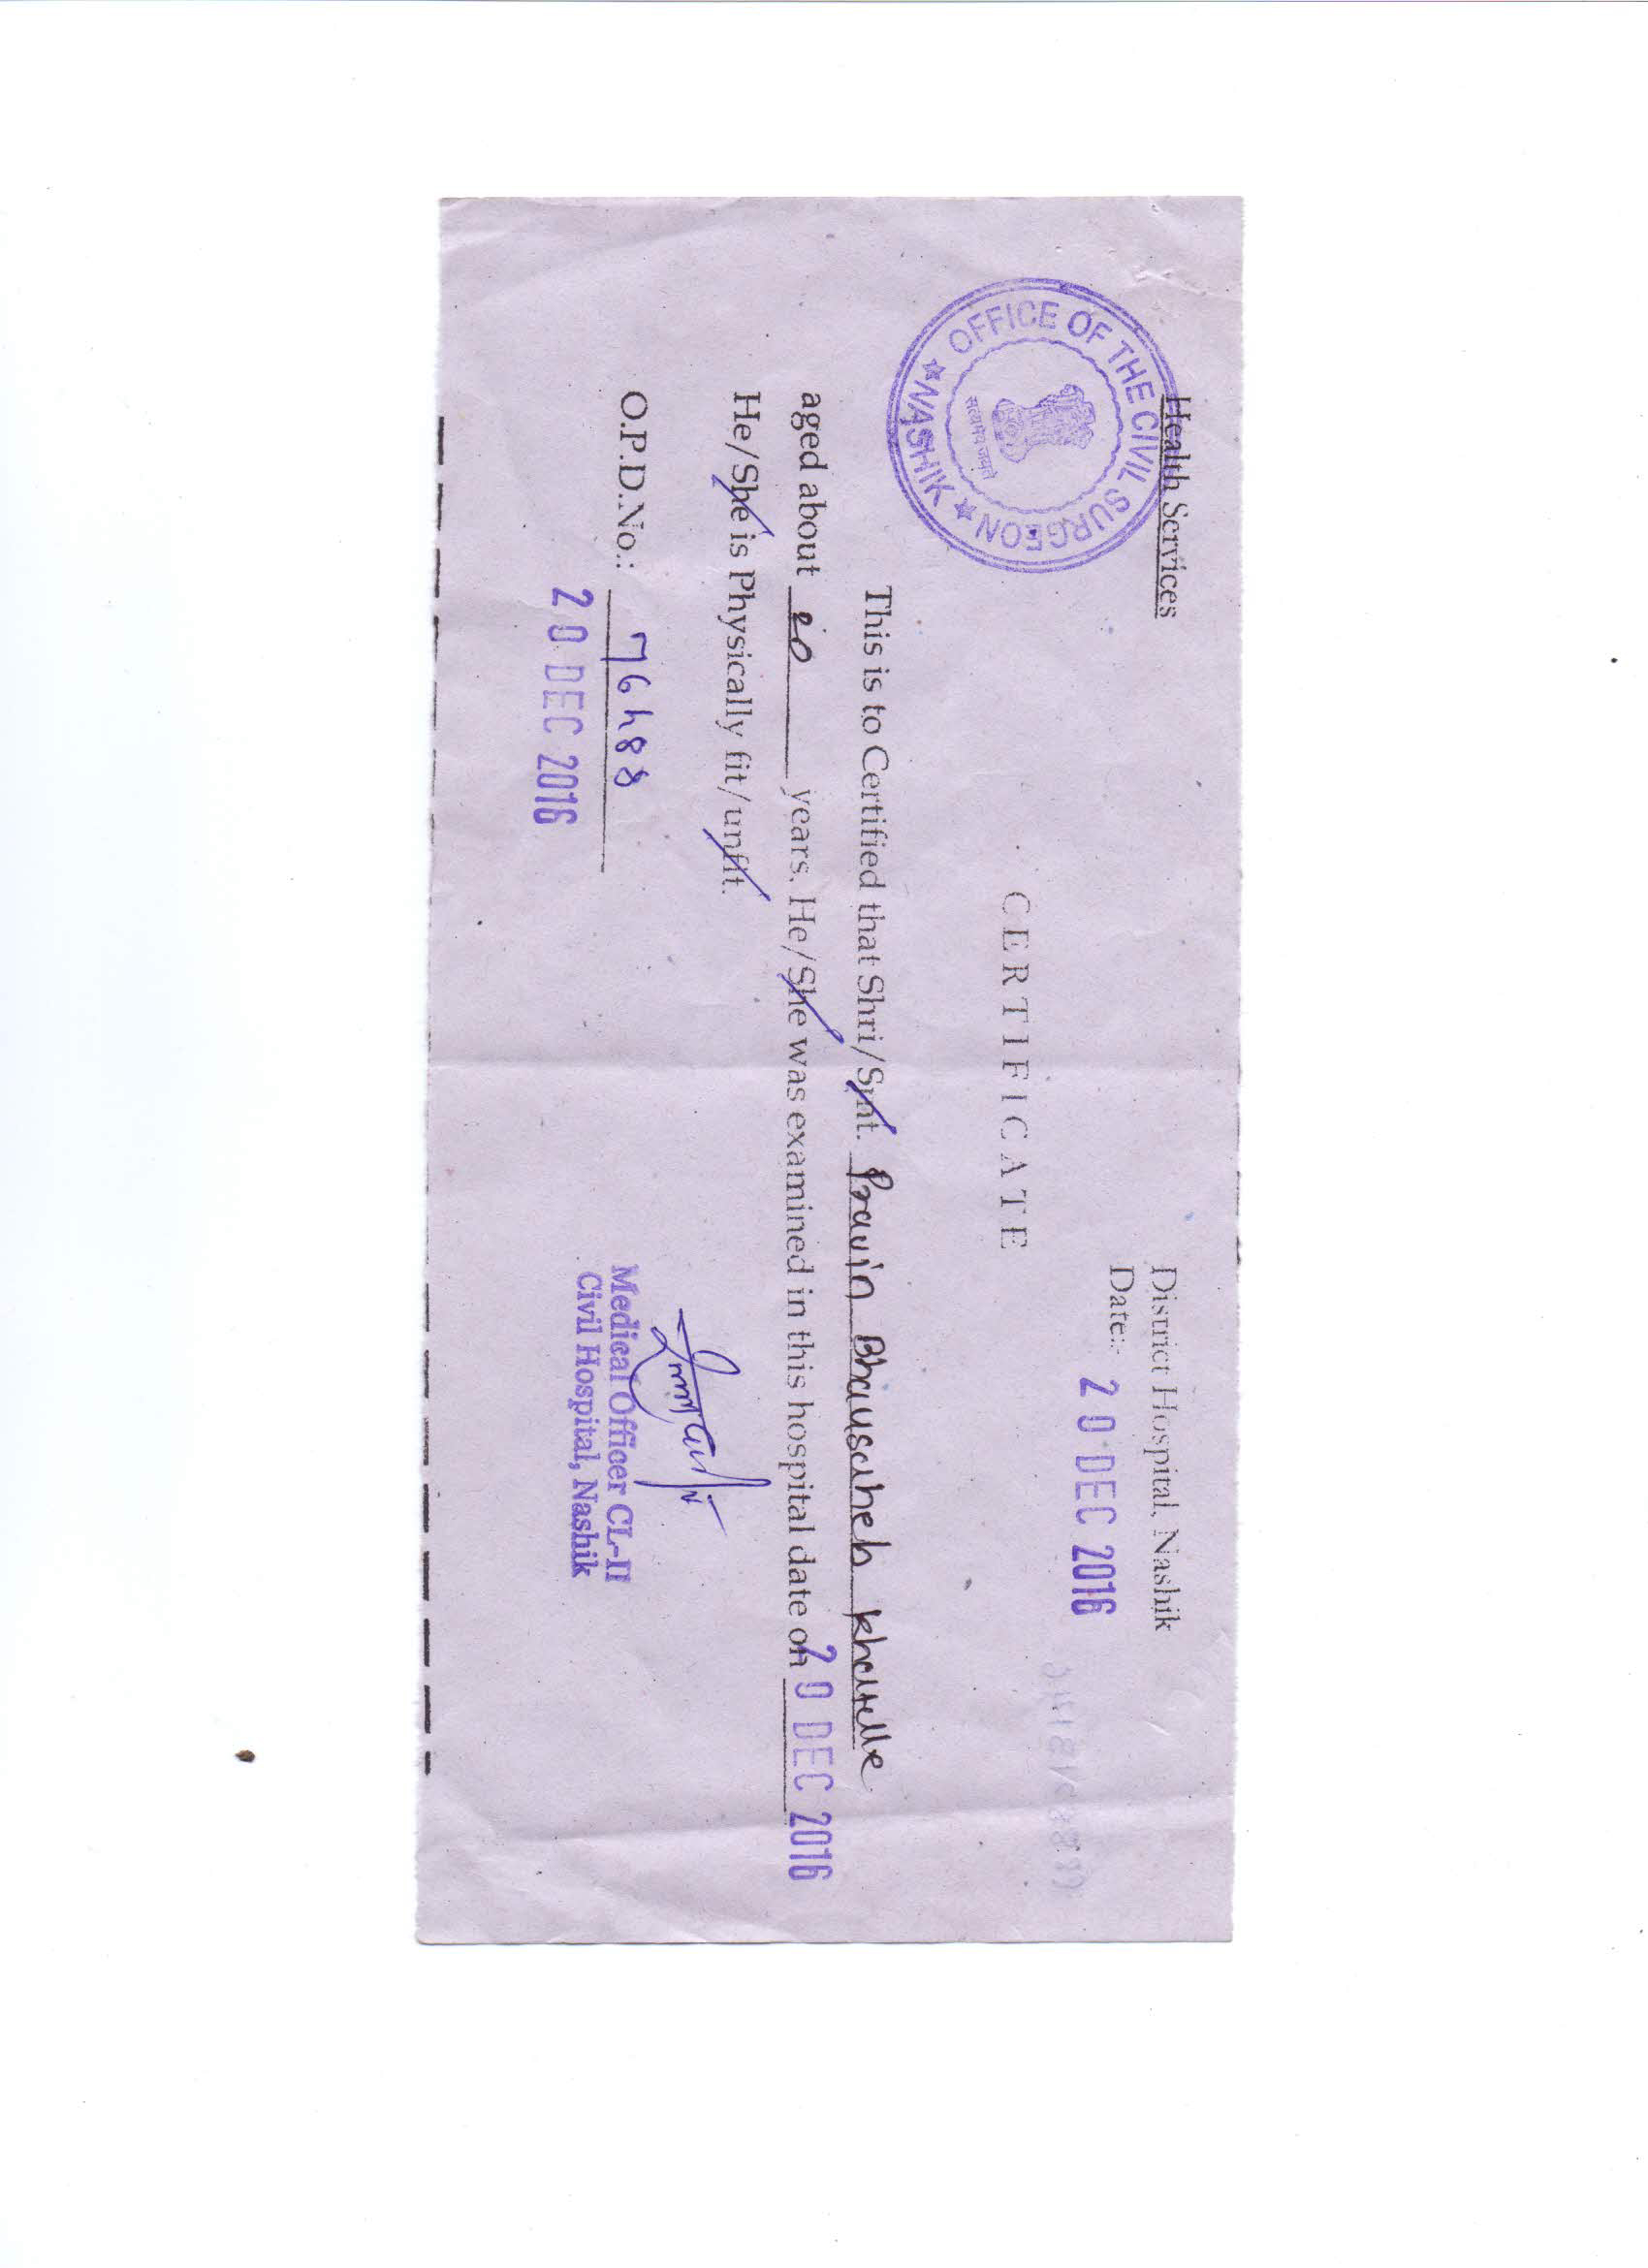 Health Services
District Hospital, Nashik
Date:-
20 DEC 2016
OFFICE OF THE CIVIL SURGEON
★ NASHIK ★
सत्यमेव जयते
CERTIFICATE
This is to Certified that Shri/Smt. Pravin Bhausaheb
aged about years. He/She was examined in this hospital date on 20 DEC 2016
He/She is Physically fit/unfit.
O.P.D.No.:
20 DEC 2016
Medical Officer CL-II
Civil Hospital, Nashik